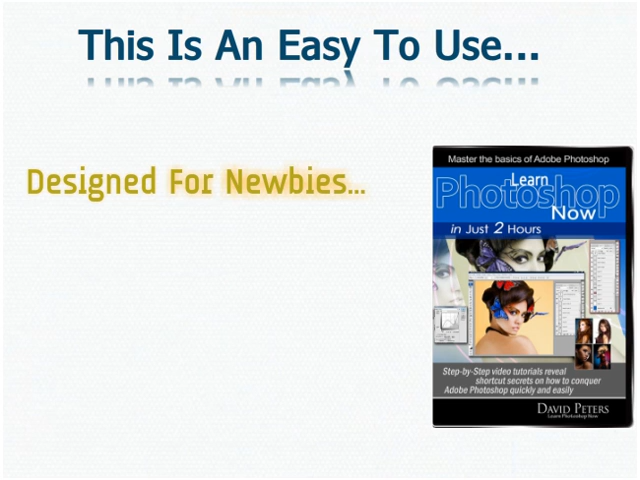 This Is An Easy To Use...
Designed For Newbies...
Master the basics of Adobe Photoshop
Learn
Photoshop
Now
in Just 2 Hours
Step-by-Step video tutorials reveal
shortcut secrets on how to conquer
Adobe Photoshop quickly and easily
DAVID PETERS
Learn Photoshop Now